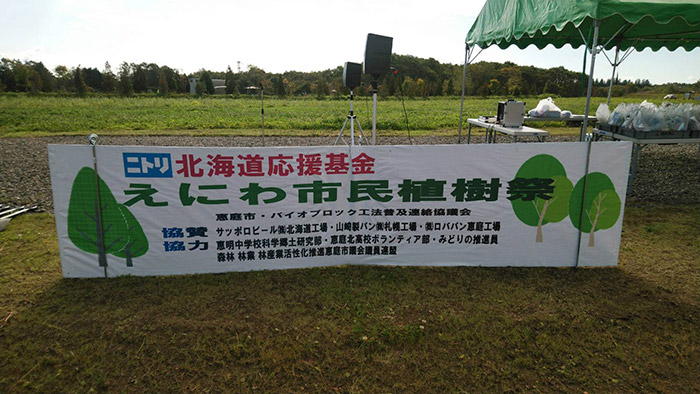 ニトリ 北海道応援基金
えにわ市民植樹祭
恵庭市・バイオブロック工法普及連絡協議会
協賛 サッポロビール㈱北海道工場・山崎製パン㈱札幌工場・㈱ロバパン恵庭工場
協力 恵明中学校科学郷土研究部・恵庭北高校ボランティア部・みどりの推進員
森林 林業 林産業活性化推進恵庭市議会議員連盟